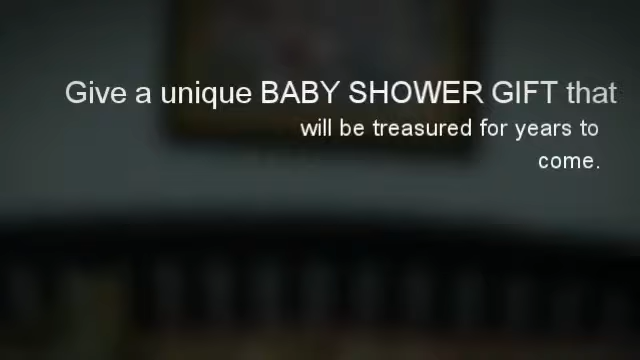 Give a unique BABY SHOWER GIFT that
will be treasured for years to
come.